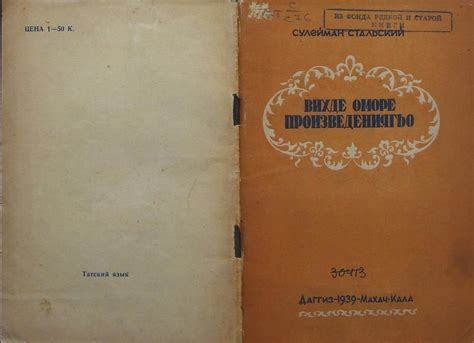 ЦЕНА 1—50 К.
Татский язык
ИЗ ФОНДА РЕДКОЙ И СТАРОЙ
КНИГИ
СУЛЕЙМАН СТАЛЬСКИЙ
ВИХДЕ ОМОРЕ
ПРОИЗВЕДЕНИЯГЬО
30413
ДАГГИЗ-1939-МАХАЧ-КАЛА